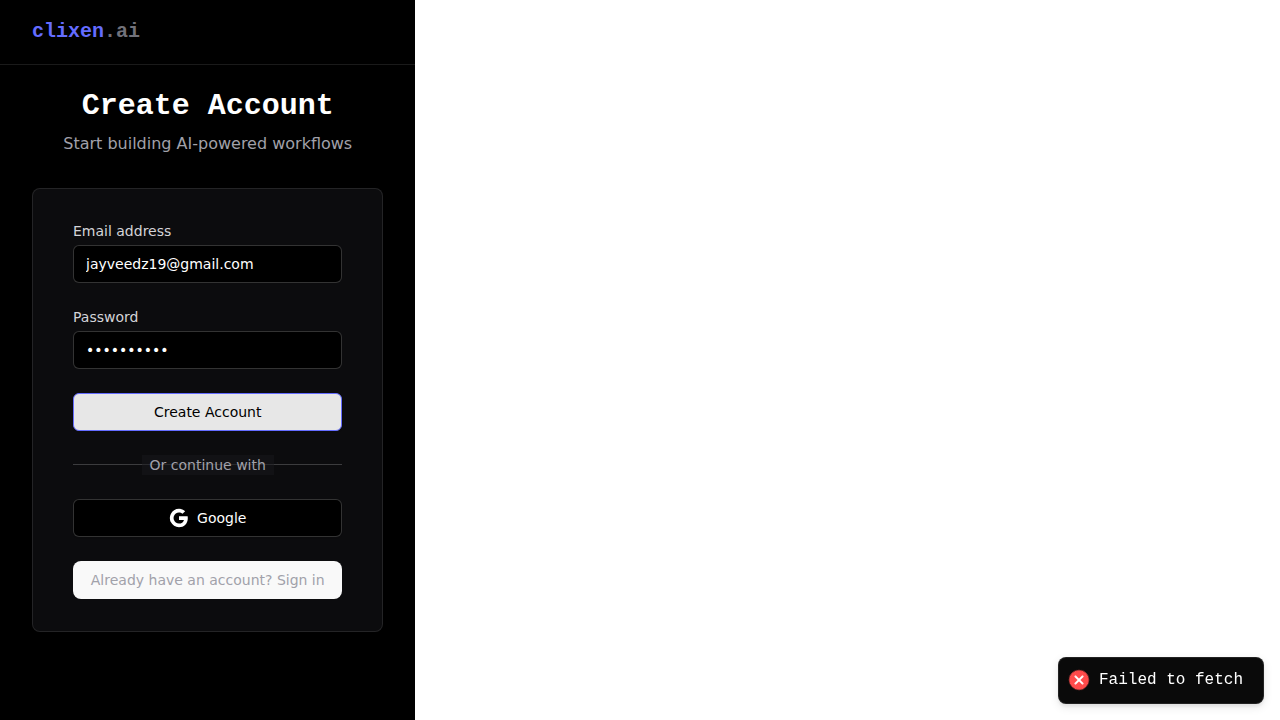 clixen.ai
Create Account
Start building AI-powered workflows
Email address
jayveedz19@gmail.com
Password
••••••••••
Create Account
Or continue with
Google
Already have an account? Sign in
Failed to fetch